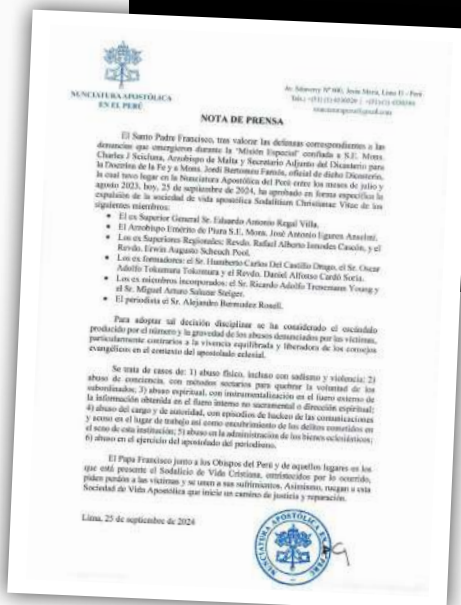 NUNCIATURA APOSTÓLICA
EN EL PERÚ
NOTA DE PRENSA
El Santo Padre Francisco, tras valorar las defensas correspondientes a las
denuncias que emergieron durante la "Misión Especial" confiada a S.E. Mons.
Charles J Scicluna, Arzobispo de Malta y Secretario Adjunto del Dicasterio para
la Doctrina de la Fe y a Mons. Jordi Bertomeu Farnós, oficial de dicho Dicasterio,
la cual tuvo lugar en la Nunciatura Apostólica del Perú entre los meses de julio y
agosto 2023, hoy, 25 de septiembre de 2024, ha aprobado en forma específica la
expulsión de la sociedad de vida apostólica Sodalitium Christianae Vitae de los
siguientes miembros:
• El ex Superior General Sr. Eduardo Antonio Regal Villa.
• El Arzobispo Emérito de Piura S.E. Mons. José Antonio Eguren Anselmi.
• Los ex Superiores Regionales: Revdo. Rafael Alberto Ismodes Cascón, y el
Revdo. Erwin Augusto Scheuch Pool.
• Los ex formadores: el Sr. Humberto Carlos Del Castillo Drago, el Sr. Oscar
Adolfo Tokumura Tokumura y el Revdo. Daniel Alfonso Cardó Soria.
• Los ex miembros incorporados: el Sr. Ricardo Adolfo Trenemann Young y
el Sr. Miguel Arturo Salazar Steiger.
• El periodista el Sr. Alejandro Bermúdez Rosell.
Para adoptar tal decisión disciplinar se ha considerado el escándalo
producido por el número y la gravedad de los abusos denunciados por las víctimas,
particularmente contrarios a la vivencia equilibrada y liberadora de los consejos
evangélicos en el contexto del apostolado eclesial.
Se trata de casos de: 1) abuso físico, incluso con sadismo y violencia; 2)
abuso de conciencia, con métodos sectarios para quebrar la voluntad de los
subordinados; 3) abuso espiritual, con instrumentalización en el fuero externo de
la información obtenida en el fuero interno no sacramental o dirección espiritual;
4) abuso del cargo y de autoridad, con episodios de hackeo de las comunicaciones
y acoso en el lugar de trabajo así como encubrimiento de los delitos cometidos en
el seno de esta institución; 5) abuso en la administración de los bienes eclesiásticos;
6) abuso en el ejercicio del apostolado del periodismo.
El Papa Francisco junto a los Obispos del Perú y de aquellos lugares en los
que está presente el Sodalicio de Vida Cristiana, entristecidos por lo ocurrido,
piden perdón a las víctimas y se unen a sus sufrimientos. Asimismo, ruegan a esta
Sociedad de Vida Apostólica que inicie un camino de justicia y reparación.
Lima, 25 de septiembre de 2024
NUNCIATURA APOSTÓLICA EN EL PERÚ